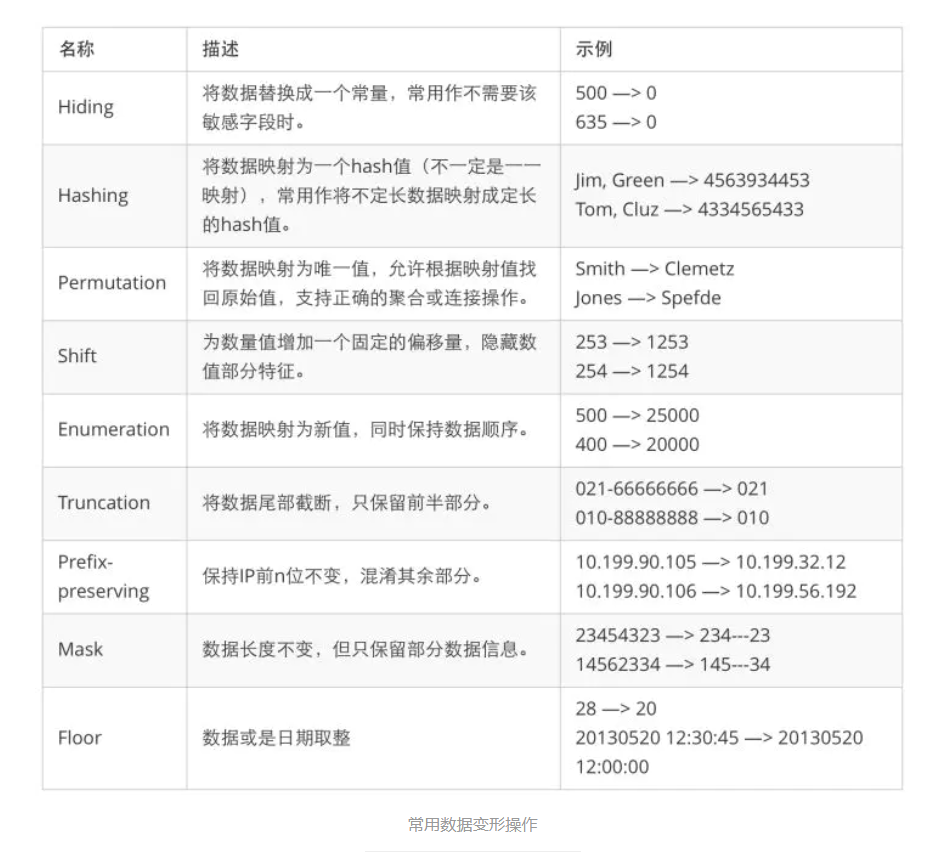 名称
描述
示例
Hiding
将数据替换成一个常量，常用作不需要该
敏感字段时。
500 —> 0
635 —> 0
Hashing
将数据映射为一个hash值（不一定是一一
映射），常用作将不定长数据映射成定长
的hash值。
Jim, Green —> 4563934453
Tom, Cluz —> 4334565433
Permutation
将数据映射为唯一值，允许根据映射值找
回原始值，支持正确的聚合或连接操作。
Smith —> Clemetz
Jones —> Spefde
Shift
为数量值增加一个固定的偏移量，隐藏数
值部分特征。
253 —> 1253
254 —> 1254
Enumeration
将数据映射为新值，同时保持数据顺序。
500 —> 25000
400 —> 20000
Truncation
将数据尾部截断，只保留前半部分。
021-66666666 —> 021
010-88888888 —> 010
Prefix-
preserving
保持IP前n位不变，混淆其余部分。
10.199.90.105 —> 10.199.32.12
10.199.90.106 —> 10.199.56.192
Mask
数据长度不变，但只保留部分数据信息。
23454323 —> 234---23
14562334 —> 145---34
Floor
数据或是日期取整
28 —> 20
20130520 12:30:45 —> 20130520
12:00:00
常用数据变形操作